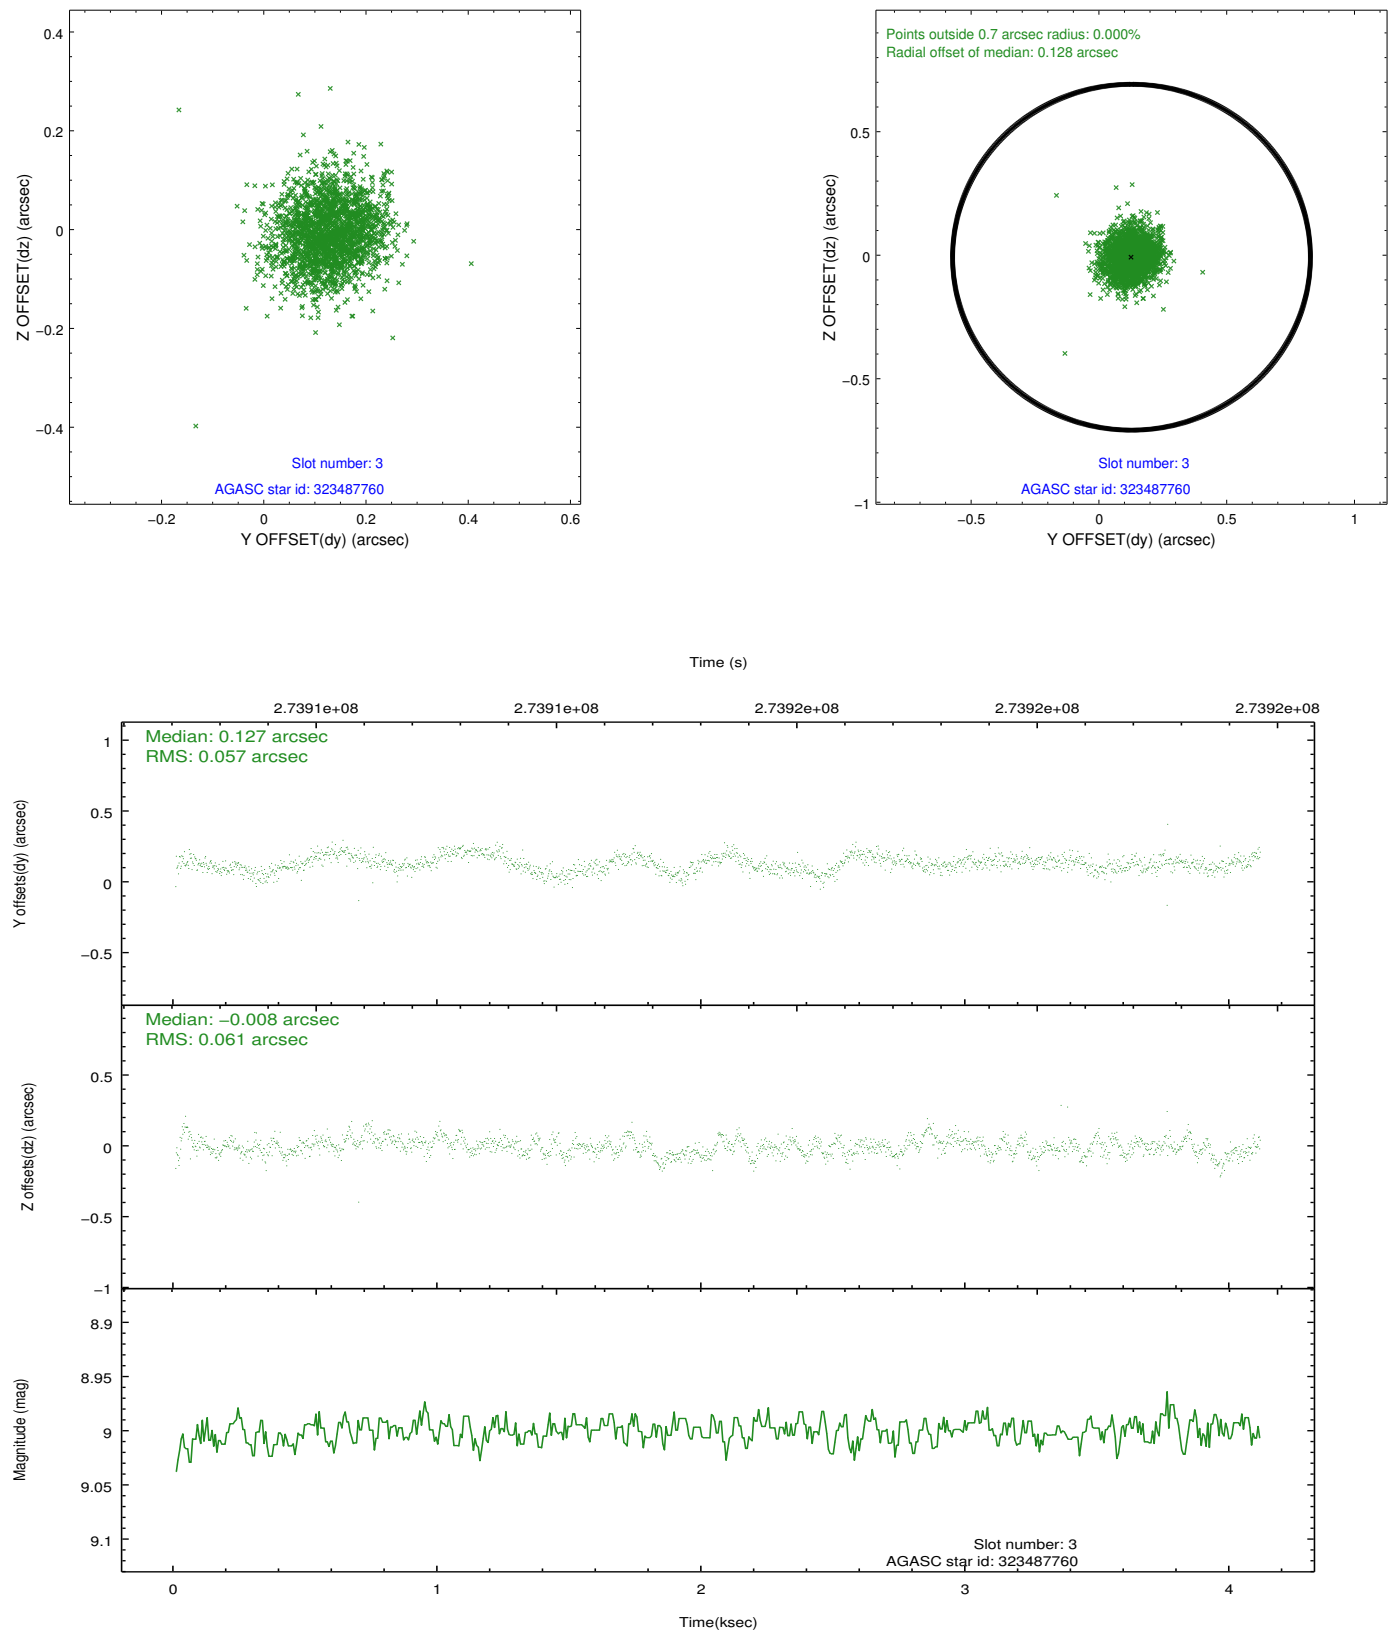 0.4
0.2
0
−0.2
−0.4
Z OFFSET(dz) (arcsec)
Slot number: 3
AGASC star id: 323487760
−0.2 0 0.2 0.4 0.6
Y OFFSET(dy) (arcsec)
Points outside 0.7 arcsec radius: 0.000%
Radial offset of median: 0.128 arcsec
0.5
0
−0.5
−1
Z OFFSET(dz) (arcsec)
Slot number: 3
AGASC star id: 323487760
−0.5 0 0.5 1
Y OFFSET(dy) (arcsec)
Time (s)
2.7391e+08 2.7391e+08 2.7392e+08 2.7392e+08 2.7392e+08
Median: 0.127 arcsec
RMS: 0.057 arcsec
1
0.5
0
−0.5
Y offsets(dy) (arcsec)
Median: −0.008 arcsec
RMS: 0.061 arcsec
0.5
0
−0.5
−1
Z offsets(dz) (arcsec)
8.9
8.95
9
9.05
9.1
Magnitude (mag)
Slot number: 3
AGASC star id: 323487760
0 1 2 3 4
Time(ksec)